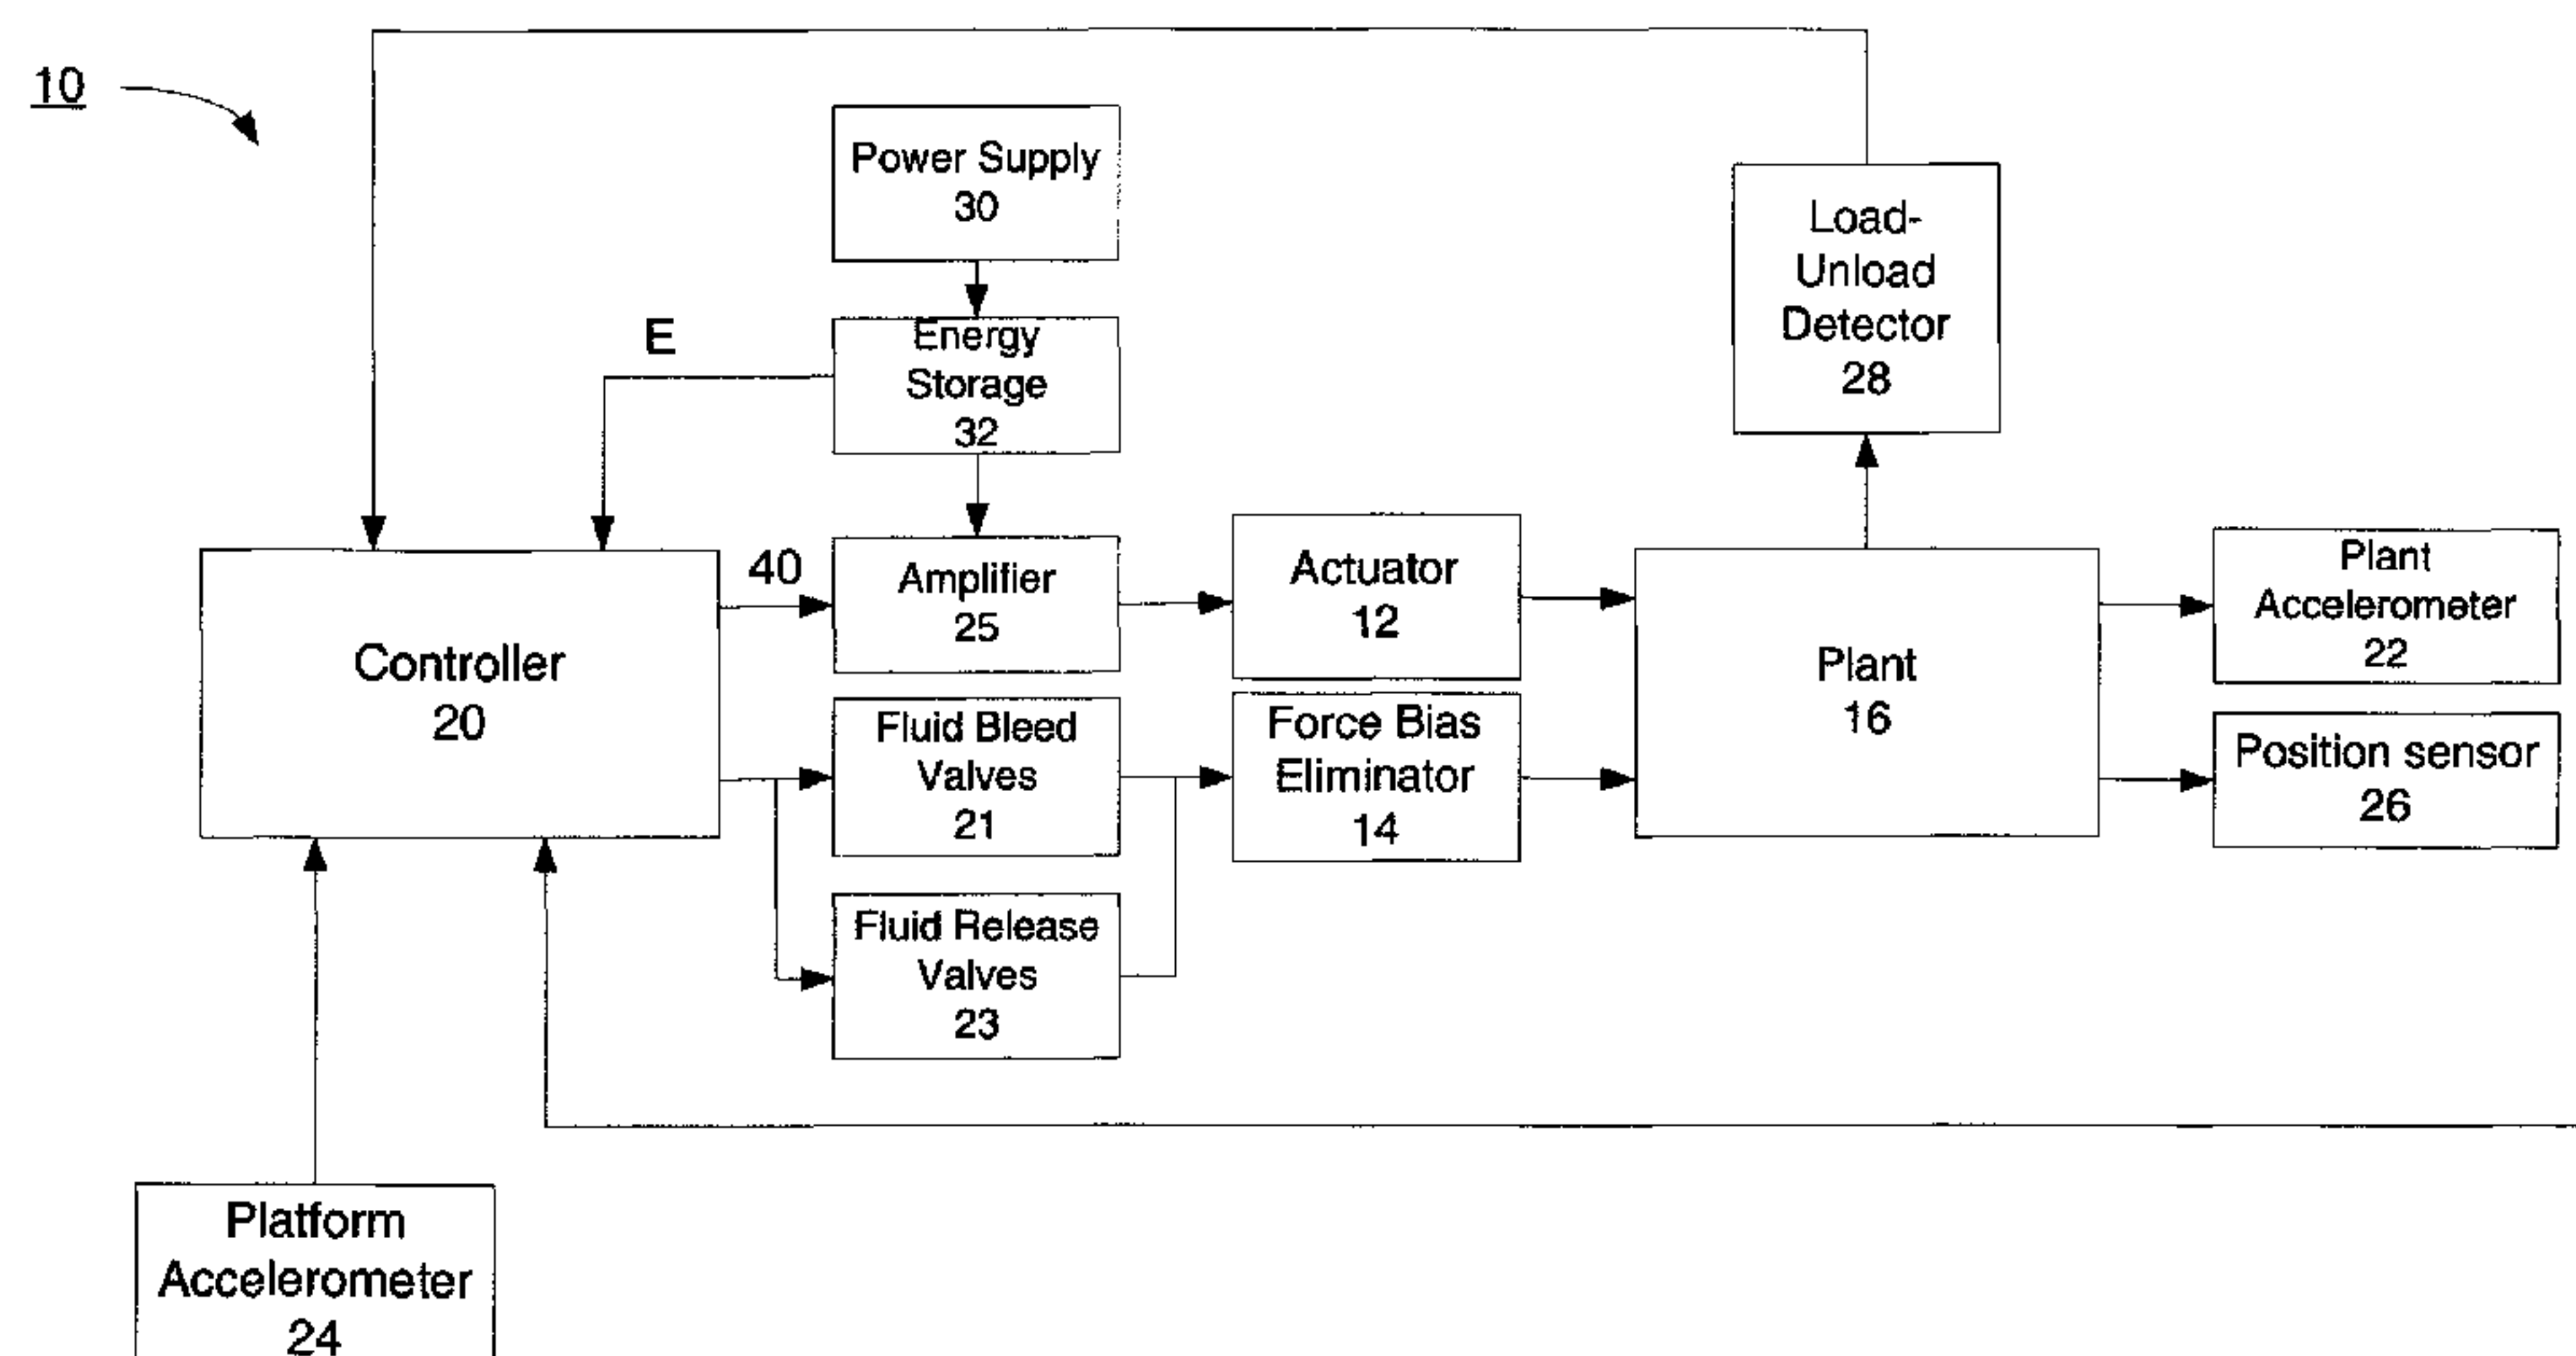 10
Power Supply
30
Load-
Unload
Detector
28
E
Energy
Storage
32
40
Controller
20
Amplifier
25
Actuator
12
Plant
16
Plant
Accelerometer
22
Fluid Bleed
Valves
21
Force Bias
Eliminator
14
Position sensor
26
Fluid Release
Valves
23
Platform
Accelerometer
24